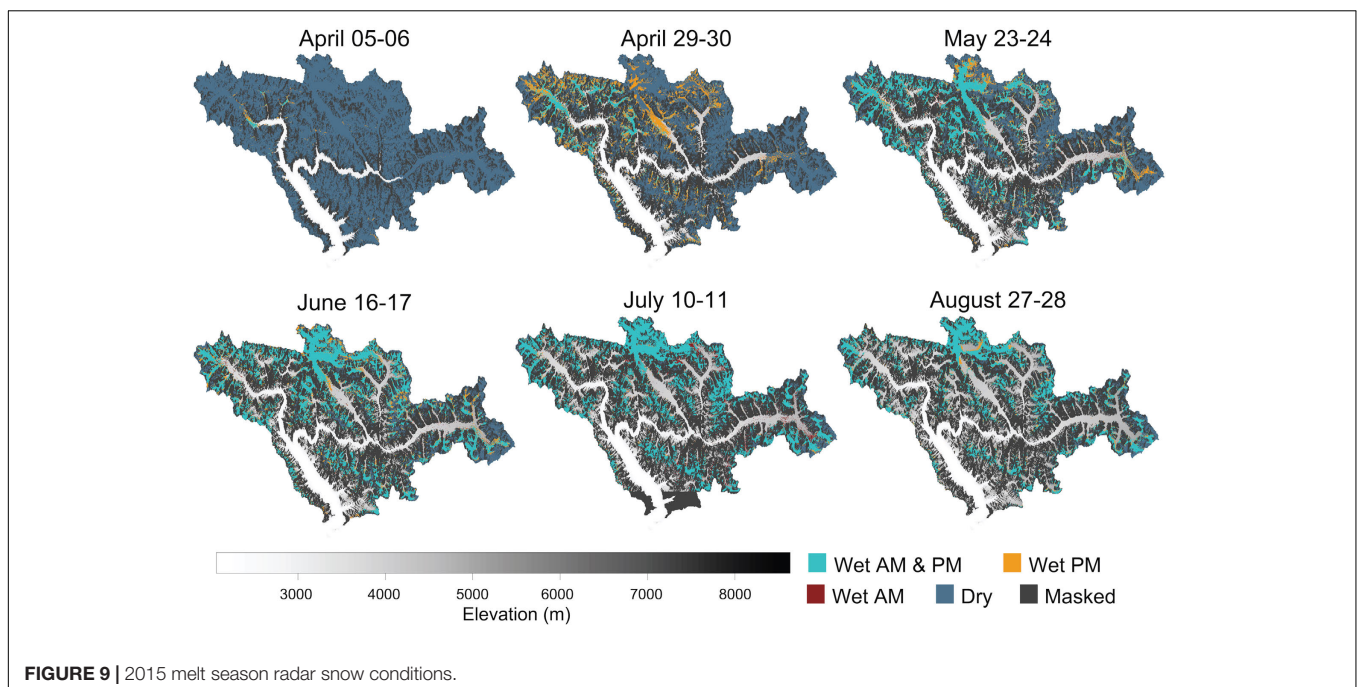 April 05-06
April 29-30
May 23-24
June 16-17
July 10-11
August 27-28
3000 4000 5000 6000 7000 8000
Elevation (m)
Wet AM & PM
Wet PM
Wet AM
Dry
Masked
FIGURE 9 | 2015 melt season radar snow conditions.